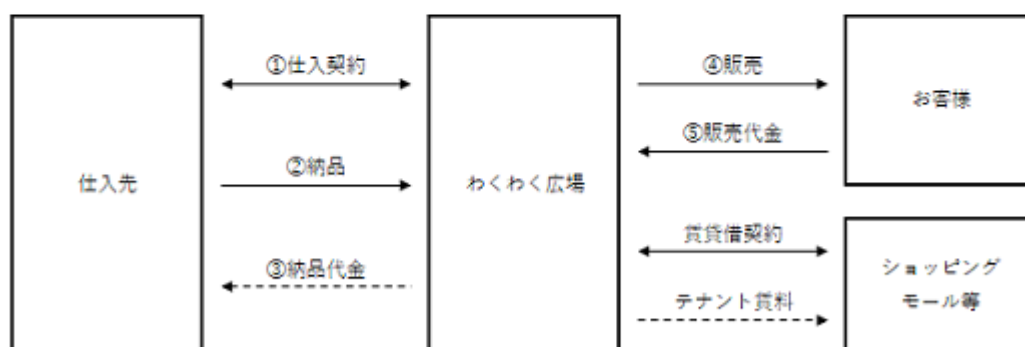 仕入先
①仕入契約
②納品
③納品代金
わくわく広場
④販売
⑤販売代金
賃貸借契約
テナント賃料
お客様
ショッピング
モール等